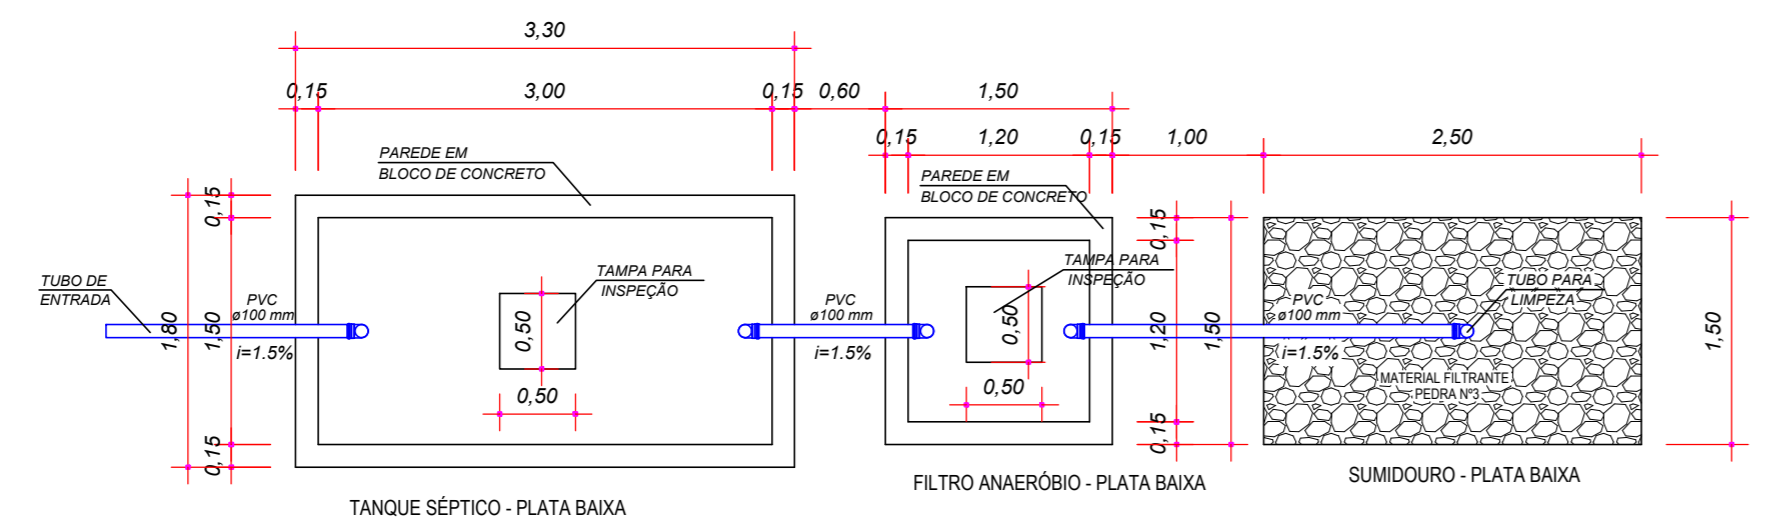 3,30
0,15
3,00
0,15
0,60
1,50
0,15
1,20
0,15
1,00
2,50
PAREDE EM
BLOCO DE CONCRETO
PAREDE EM
BLOCO DE CONCRETO
0,15
1,80
1,50
0,15
TUBO DE
ENTRADA
PVC
ø100 mm
i=1.5%
TAMPA PARA
INSPEÇÃO
0,50
0,50
PVC
ø100 mm
i=1.5%
TAMPA PARA
INSPEÇÃO
0,50
0,50
0,15
1,20
1,50
0,15
PVC
ø100 mm
i=1.5%
TUBO PARA
LIMPEZA
MATERIAL FILTRANTE
PEDRA Nº3
1,50
TANQUE SÉPTICO - PLATA BAIXA
FILTRO ANAERÓBIO - PLATA BAIXA
SUMIDOURO - PLATA BAIXA